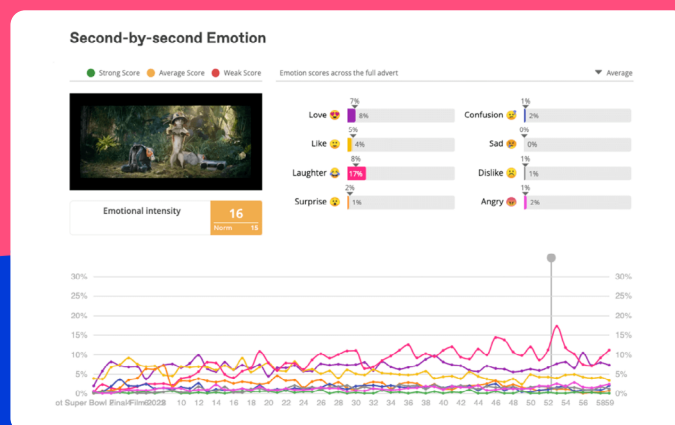 Second-by-second Emotion
Strong Score Average Score Weak Score
Emotion scores across the full advert
Average
7%
Love 8%
5%
Like 4%
8%
Laughter 17%
2%
Surprise 1%
1%
Confusion 2%
0%
Sad 0%
1%
Dislike 1%
1%
Angry 2%
Emotional intensity
16
Norm 15
30% 30%
25% 25%
20% 20%
15% 15%
10% 10%
5% 5%
0% 0%
ot Super Bowl 10 12 14 16 18 20 22 24 26 28 30 32 34 36 38 40 42 44 46 48 50 52 54 56 5859